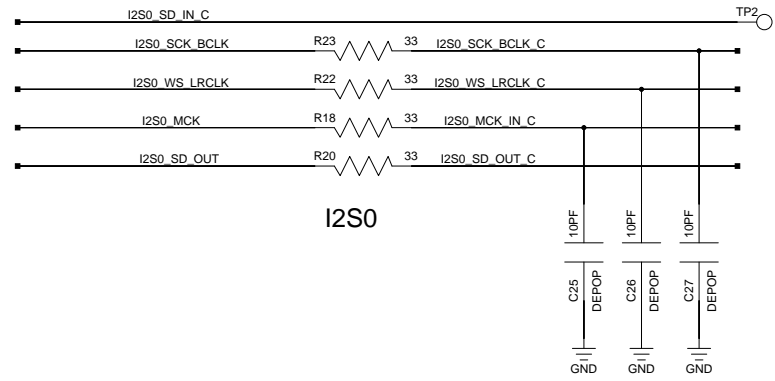 I2S0_SD_IN_C TP2
I2S0_SCK_BCLK R23 33 I2S0_SCK_BCLK_C
I2S0_WS_LRCLK R22 33 I2S0_WS_LRCLK_C
I2S0_MCK R18 33 I2S0_MCK_IN_C
I2S0_SD_OUT R20 33 I2S0_SD_OUT_C
I2S0
10PF 10PF 10PF
C25 DEPOP C26 DEPOP C27 DEPOP
GND GND GND